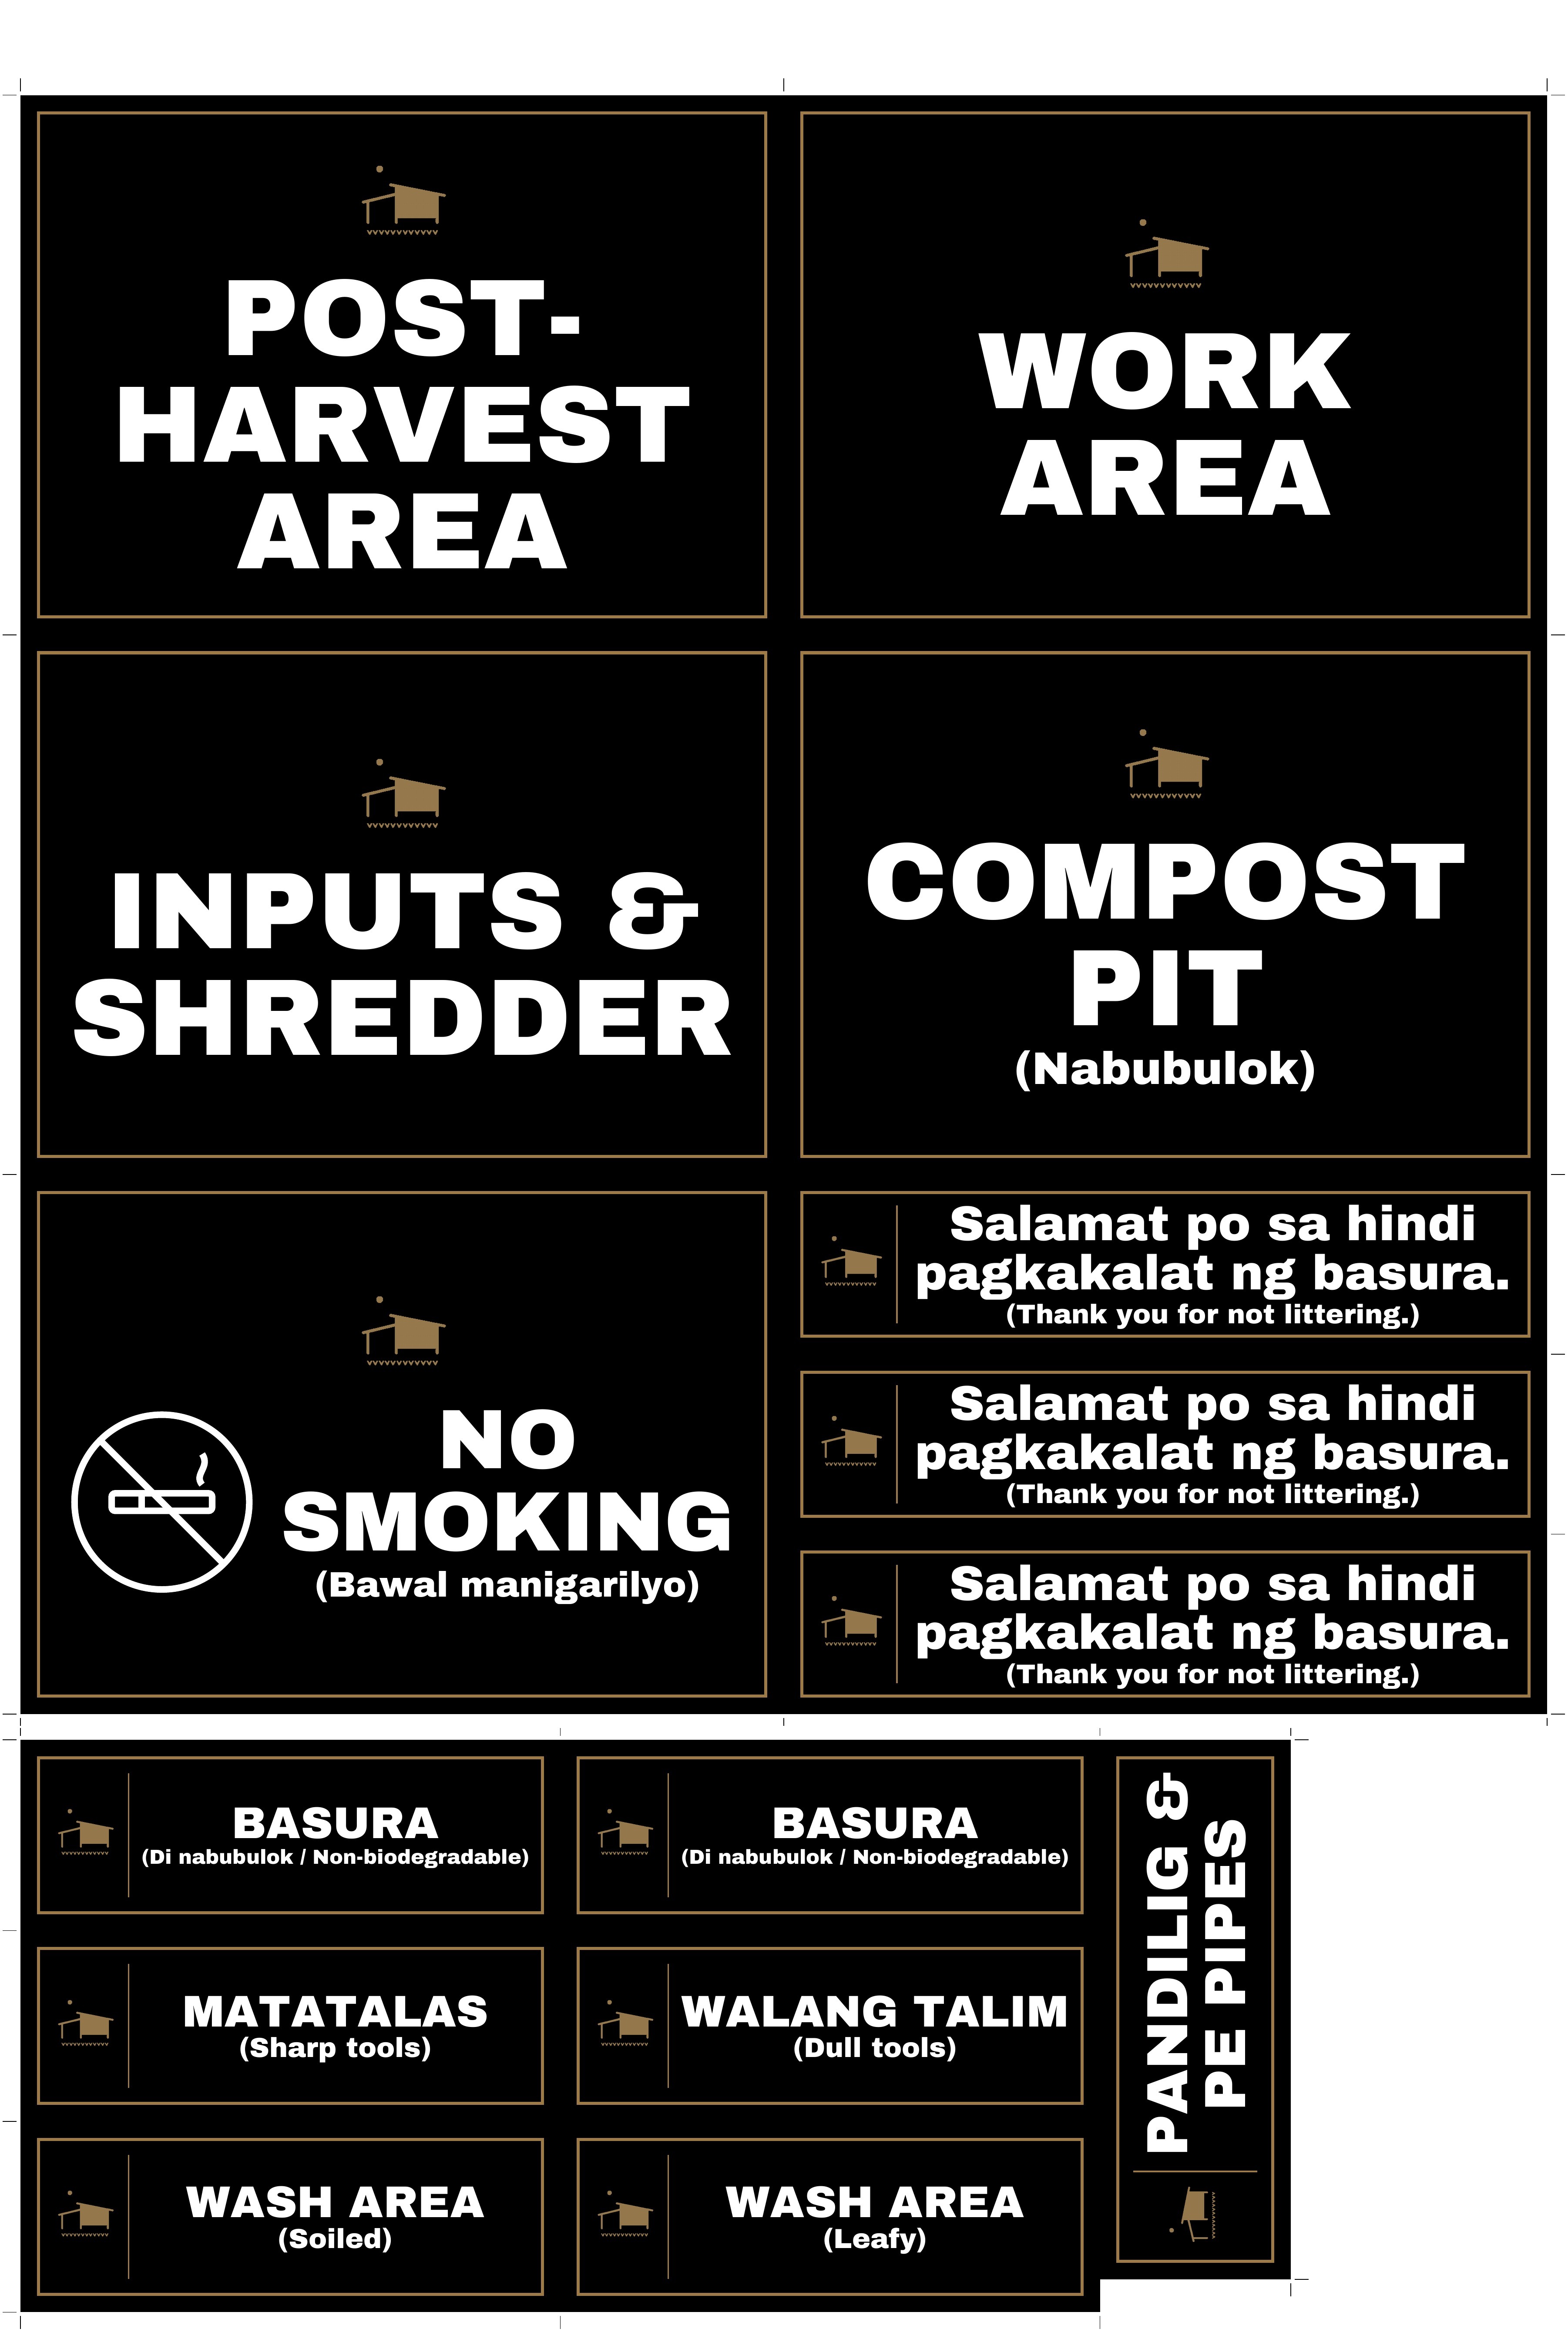 POST-
HARVEST
AREA
WORK
AREA
INPUTS &
SHREDDER
COMPOST
PIT
(Nabubulok)
NO
SMOKING
(Bawal manigarilyo)
Salamat po sa hindi
pagkakalat ng basura.
(Thank you for not littering.)
Salamat po sa hindi
pagkakalat ng basura.
(Thank you for not littering.)
Salamat po sa hindi
pagkakalat ng basura.
(Thank you for not littering.)
BASURA
(Di nabubulok / Non-biodegradable)
BASURA
(Di nabubulok / Non-biodegradable)
MATATALAS
(Sharp tools)
WALANG TALIM
(Dull tools)
WASH AREA
(Soiled)
WASH AREA
(Leafy)
PANDILIG &
PE PIPES